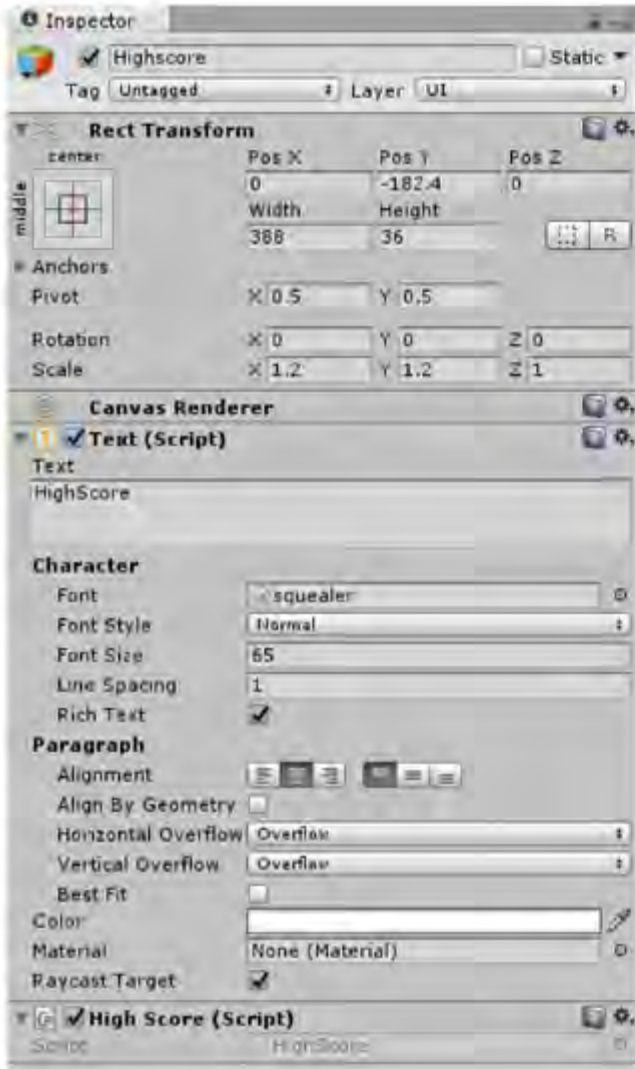 Inspector
Highscore Static
Tag Untagged Layer UI
Rect Transform
center Pos X Pos Y Pos Z
middle 0 -182.4 0
Width Height
388 36 R
Anchors
Pivot X 0.5 Y 0.5
Rotation X 0 Y 0 Z 0
Scale X 1.2 Y 1.2 Z 1
Canvas Renderer
Text (Script)
Text
HighScore
Character
Font squealer
Font Style Normal
Font Size 65
Line Spacing 1
Rich Text
Paragraph
Alignment
Align By Geometry
Horizontal Overflow Overflow
Vertical Overflow Overflow
Best Fit
Color
Material None (Material)
Raycast Target
High Score (Script)
Script HighScore